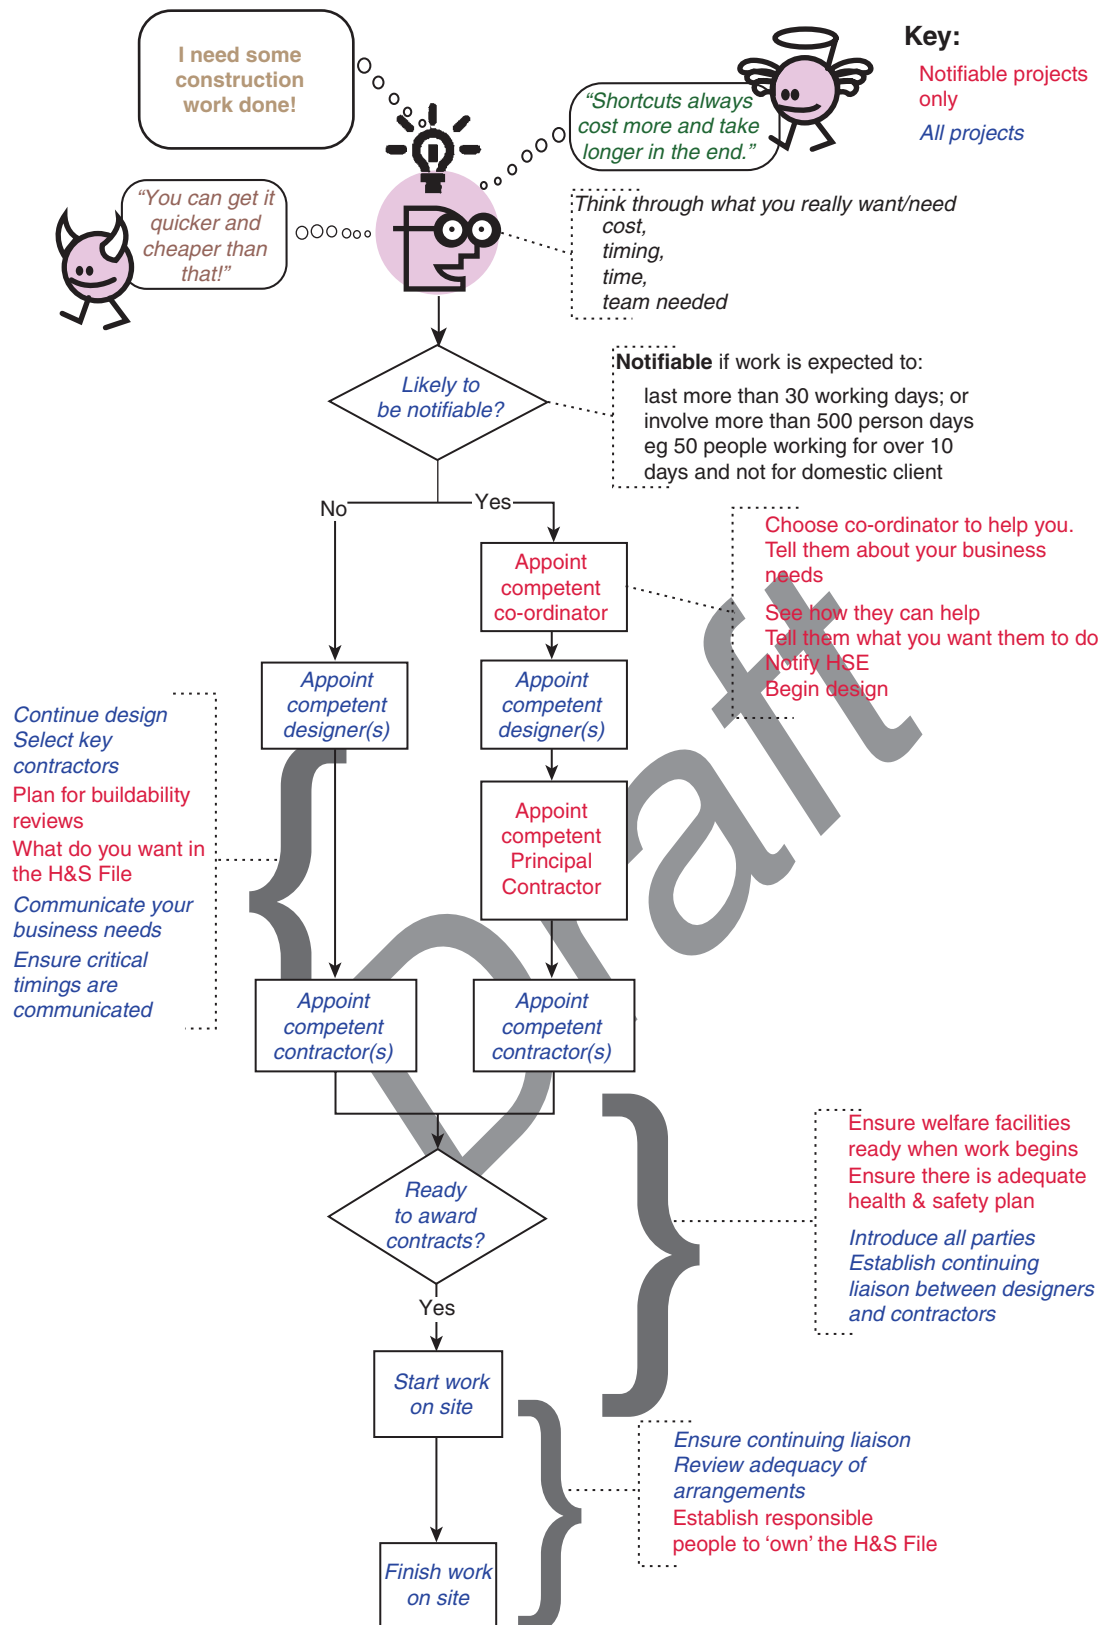 I need some
construction
work done!
Key:
Notifiable projects
only
All projects
“Shortcuts always
cost more and take
longer in the end.”
“You can get it
quicker and
cheaper than
that!”
Think through what you really want/need
cost,
timing,
time,
team needed
Likely to
be notifiable?
Notifiable if work is expected to:
last more than 30 working days; or
involve more than 500 person days
eg 50 people working for over 10
days and not for domestic client
No
Yes
Appoint
competent
co-ordinator
Choose co-ordinator to help you.
Tell them about your business
needs
See how they can help
Tell them what you want them to do
Notify HSE
Begin design
Appoint
competent
designer(s)
Appoint
competent
designer(s)
Continue design
Select key
contractors
Plan for buildability
reviews
What do you want in
the H&S File
Communicate your
business needs
Ensure critical
timings are
communicated
Appoint
competent
Principal
Contractor
Appoint
competent
contractor(s)
Appoint
competent
contractor(s)
Ready
to award
contracts?
Ensure welfare facilities
ready when work begins
Ensure there is adequate
health & safety plan
Introduce all parties
Establish continuing
liaison between designers
and contractors
Yes
Start work
on site
Ensure continuing liaison
Review adequacy of
arrangements
Establish responsible
people to ‘own’ the H&S File
Finish work
on site
Draft